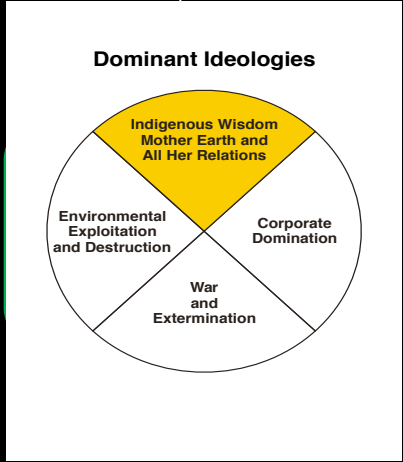 Dominant Ideologies
Indigenous Wisdom
Mother Earth and
All Her Relations
Environmental
Exploitation
and Destruction
Corporate
Domination
War
and
Extermination